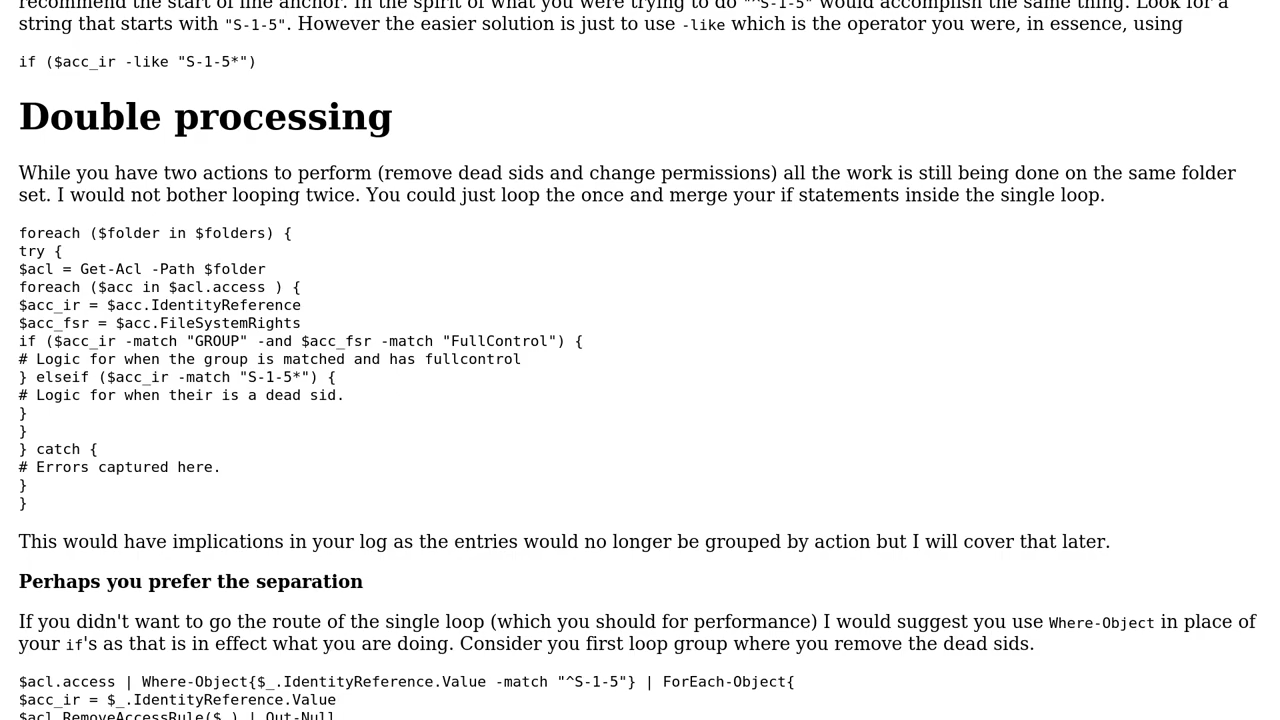 recommend the start of line anchor. In the spirit of what you were trying to do "^S-1-5" would accomplish the same thing. Look for a
string that starts with "S-1-5". However the easier solution is just to use -like which is the operator you were, in essence, using
if ($acc_ir -like "S-1-5*")
Double processing
While you have two actions to perform (remove dead sids and change permissions) all the work is still being done on the same folder
set. I would not bother looping twice. You could just loop the once and merge your if statements inside the single loop.
foreach ($folder in $folders) {
try {
$acl = Get-Acl -Path $folder
foreach ($acc in $acl.access ) {
$acc_ir = $acc.IdentityReference
$acc_fsr = $acc.FileSystemRights
if ($acc_ir -match "GROUP" -and $acc_fsr -match "FullControl") {
# Logic for when the group is matched and has fullcontrol
} elseif ($acc_ir -match "S-1-5*") {
# Logic for when their is a dead sid.
}
}
} catch {
# Errors captured here.
}
}
This would have implications in your log as the entries would no longer be grouped by action but I will cover that later.
Perhaps you prefer the separation
If you didn't want to go the route of the single loop (which you should for performance) I would suggest you use Where-Object in place of
your if's as that is in effect what you are doing. Consider you first loop group where you remove the dead sids.
$acl.access | Where-Object{$_.IdentityReference.Value -match "^S-1-5"} | ForEach-Object{
$acc_ir = $_.IdentityReference.Value
$acl.RemoveAccessRule($_) | Out-Null